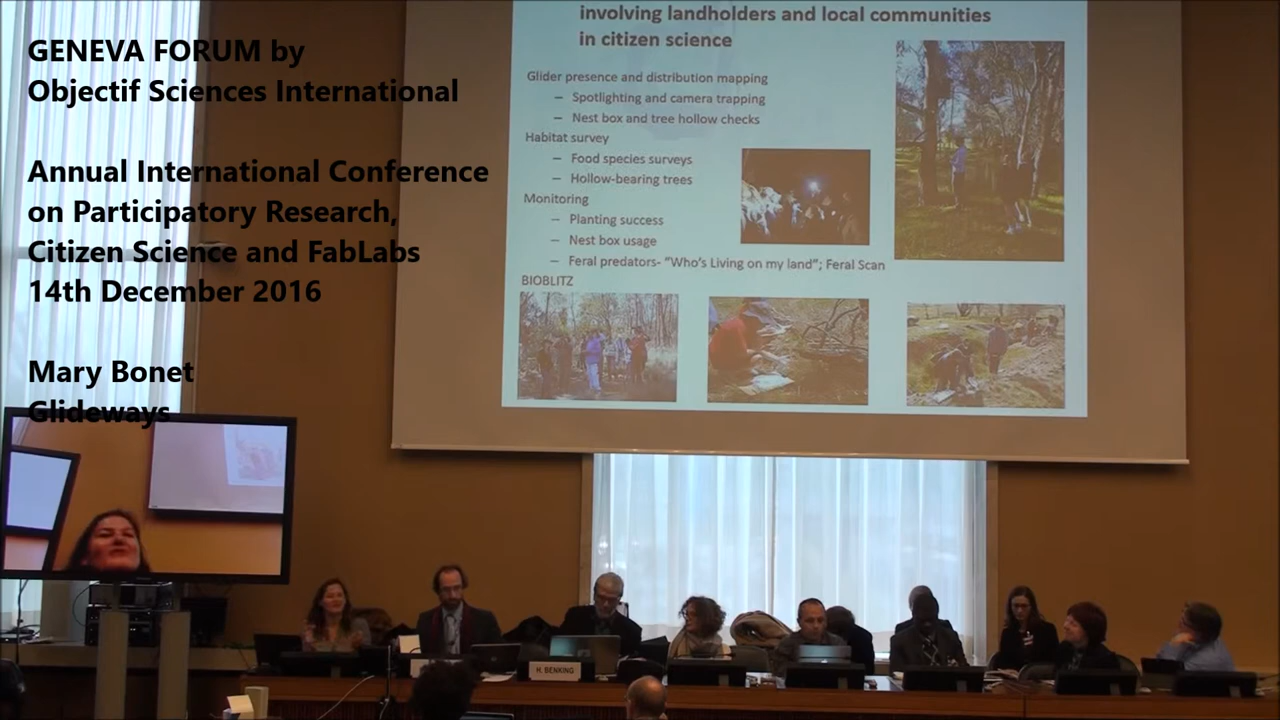 GENEVA FORUM by
Objectif Sciences International
Annual International Conference
on Participatory Research,
Citizen Science and FabLabs
14th December 2016
Mary Bonet
Glideways
involving landholders and local communities
in citizen science
Glider presence and distribution mapping
– Spotlighting and camera trapping
– Nest box and tree hollow checks
Habitat survey
– Food species surveys
– Hollow-bearing trees
Monitoring
– Planting success
– Nest box usage
– Feral predators- “Who’s Living on my land”; Feral Scan
BIOBLITZ
H. BENKING